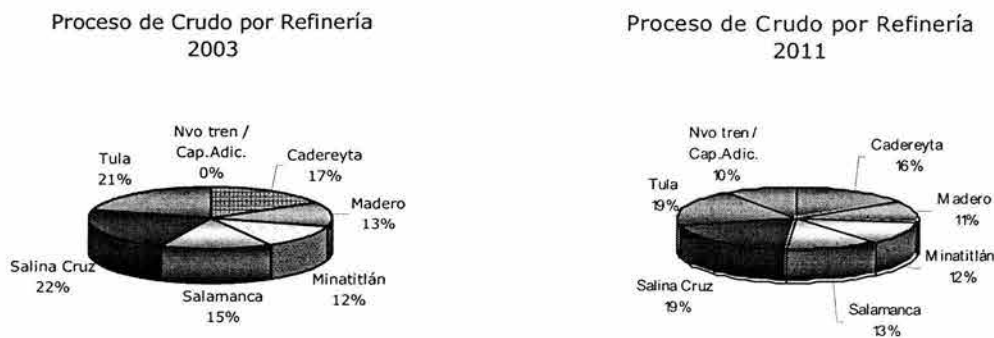 Proceso de Crudo por Refinería
2003
Nvo tren /
Cap.Adic.
0%
Cadereyta
17%
Madero
13%
Minatitlán
12%
Salamanca
15%
Salina Cruz
22%
Tula
21%
Proceso de Crudo por Refinería
2011
Nvo tren /
Cap.Adic.
10%
Cadereyta
16%
Madero
11%
Minatitlán
12%
Salamanca
13%
Salina Cruz
19%
Tula
19%